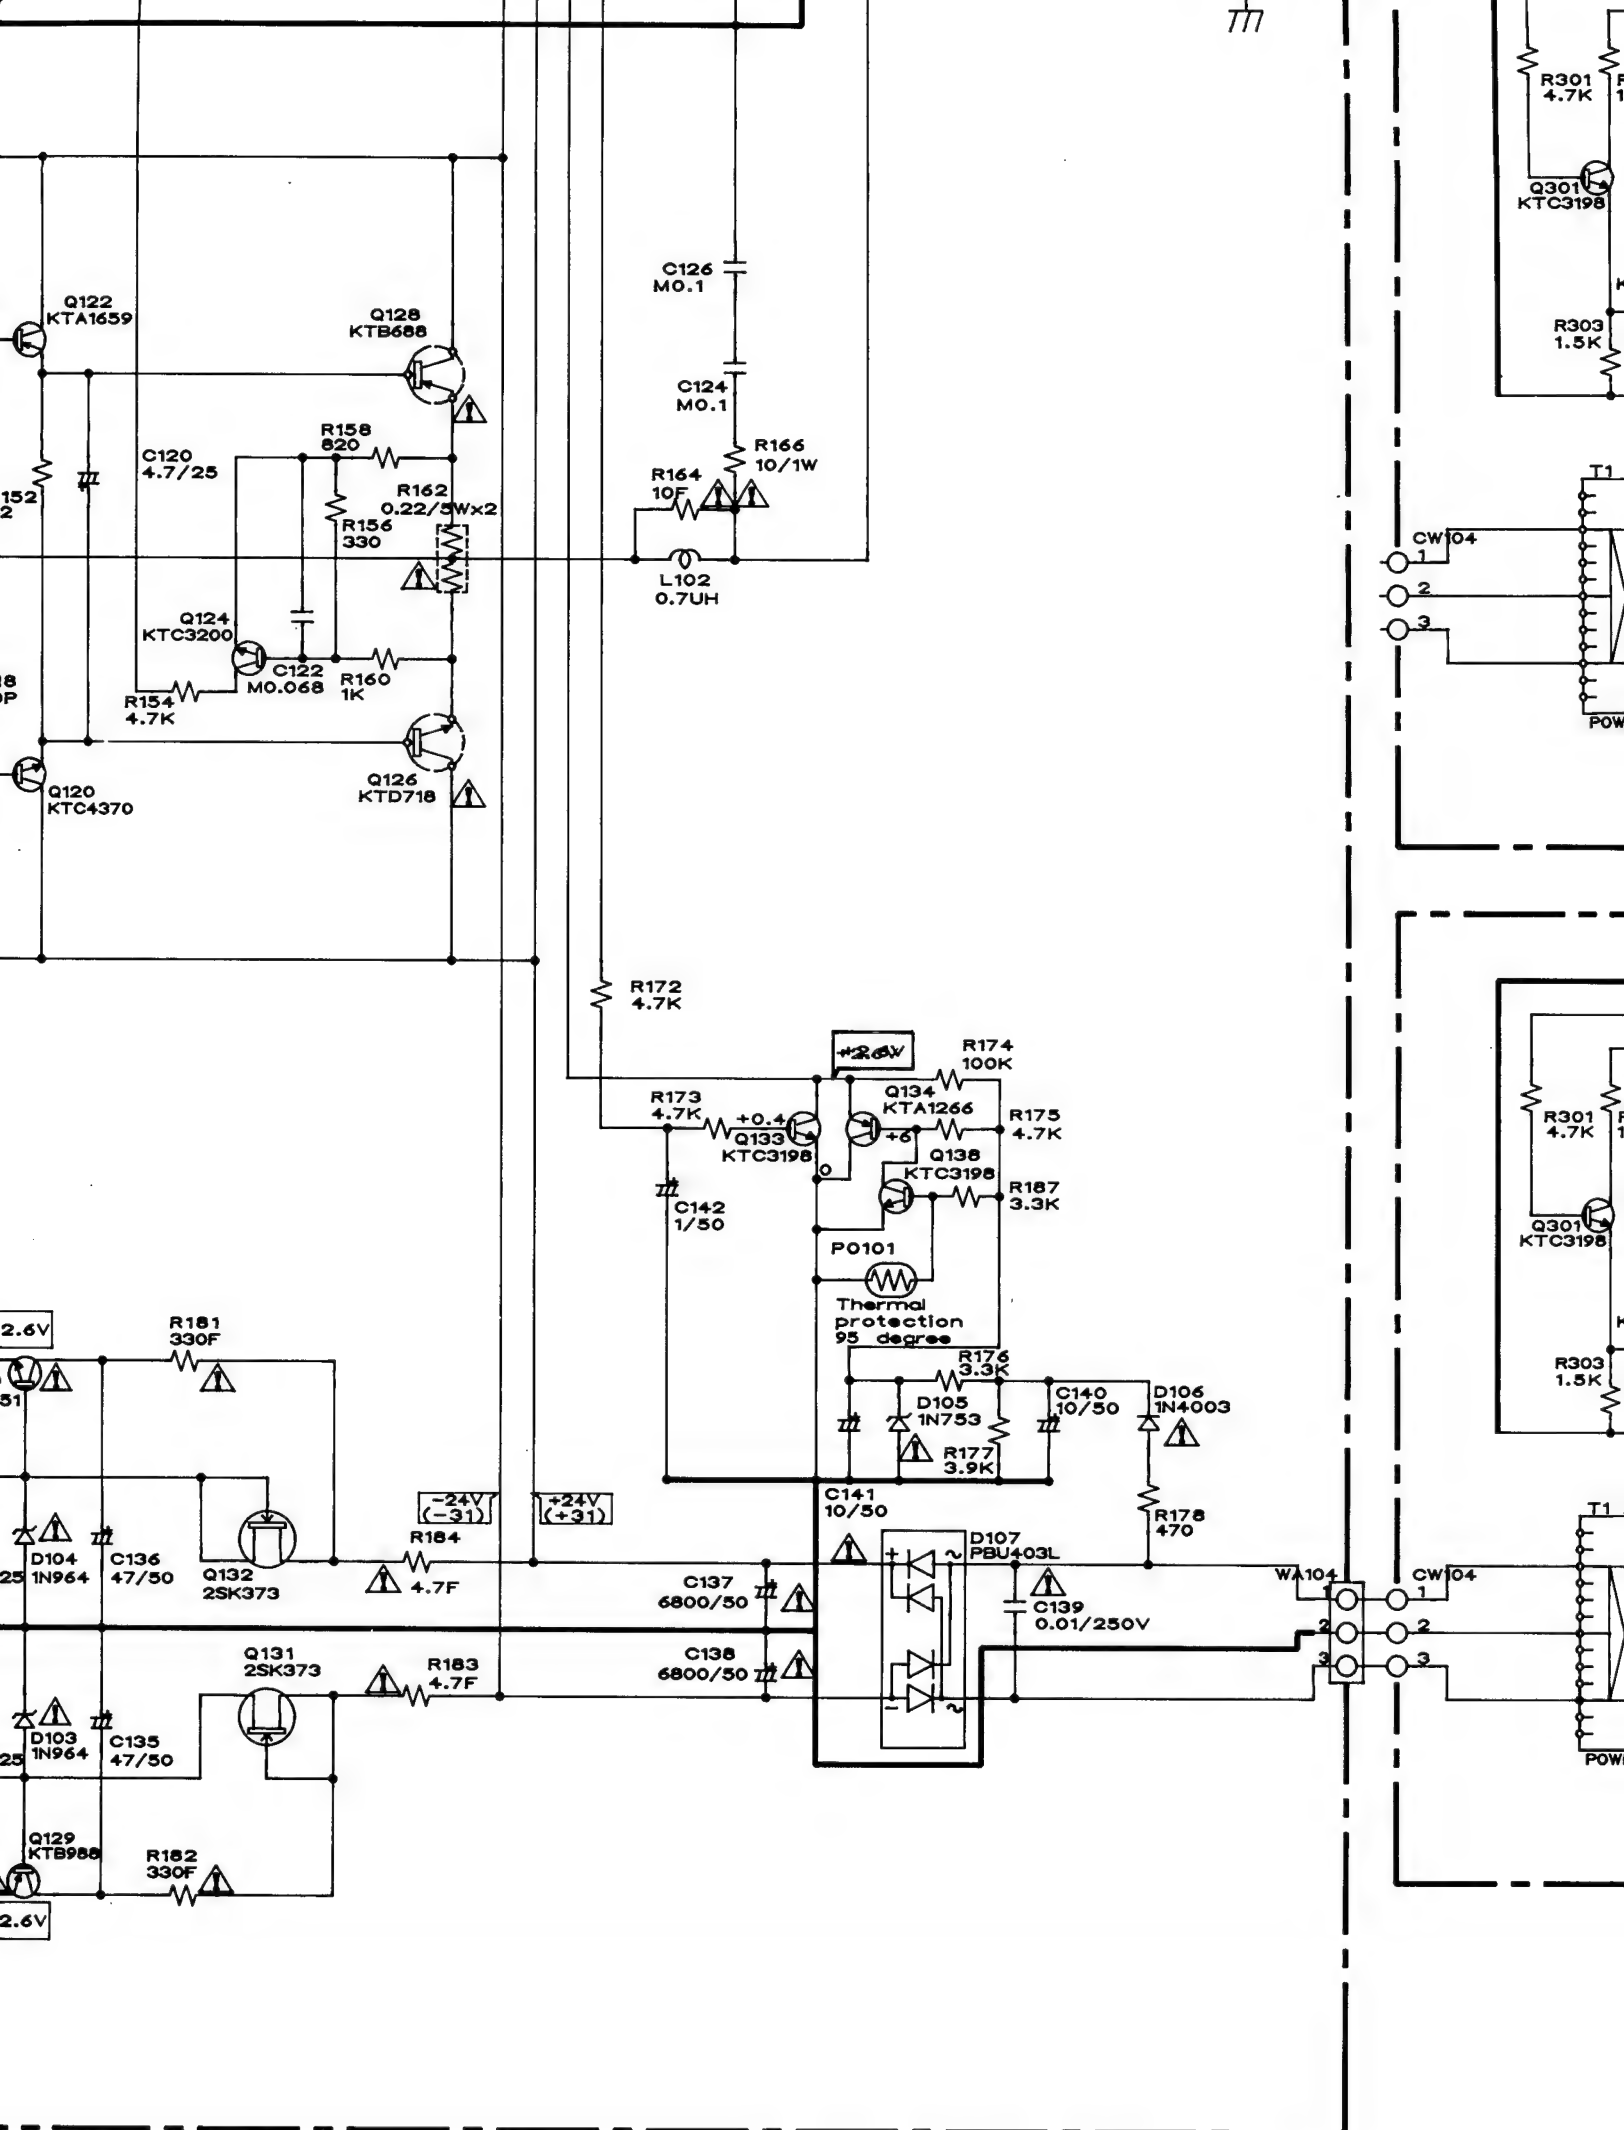 R301
4.7K
Q301
KTC3198
R303
1.5K
Q122
KTA1659
Q128
KTB688
C126
M0.1
C124
M0.1
R158
820
C120
4.7/25
R166
10/1W
R164
10F
R162
0.22/5Wx2
152
2
R156
330
T1
CW104
1
2
3
L102
0.7UH
Q124
KTC3200
C122
M0.068
R160
1K
R154
4.7K
POW
Q126
KTD718
Q120
KTC4370
R172
4.7K
R174
100K
Q134
KTA1266
R173
4.7K
+0.4
+6
Q133
KTC3198
R175
4.7K
Q138
KTC3198
0
R187
3.3K
C142
1/50
PO101
Thermal
protection
95 degree
R301
4.7K
Q301
KTC3198
2.6V
R181
330F
51
R176
3.3K
D105
1N753
C140
10/50
D106
1N4003
R177
3.9K
R303
1.5K
C141
10/50
R178
470
-24V
(-31)
+24V
(+31)
R184
4.7F
D107
PBU403L
+
~
T1
D104
1N964
25
C136
47/50
Q132
2SK373
C137
6800/50
C139
0.01/250V
WA104
CW104
1
2
3
1
2
3
Q131
2SK373
R183
4.7F
C138
6800/50
-
~
D103
1N964
25
C135
47/50
POW
Q129
KTB988
R182
330F
2.6V